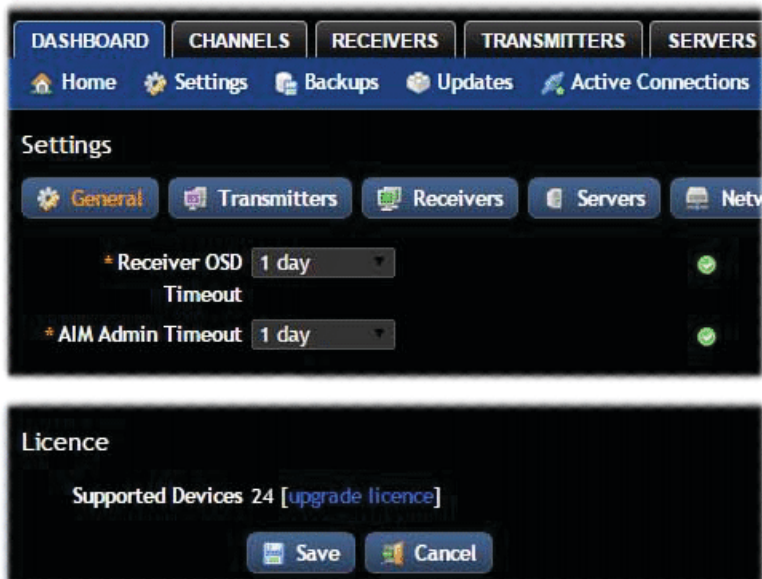 DASHBOARD CHANNELS RECEIVERS TRANSMITTERS SERVERS
Home Settings Backups Updates Active Connections
Settings
General Transmitters Receivers Servers Netw
* Receiver OSD Timeout 1 day
* AIM Admin Timeout 1 day
Licence
Supported Devices 24 [upgrade licence]
Save Cancel